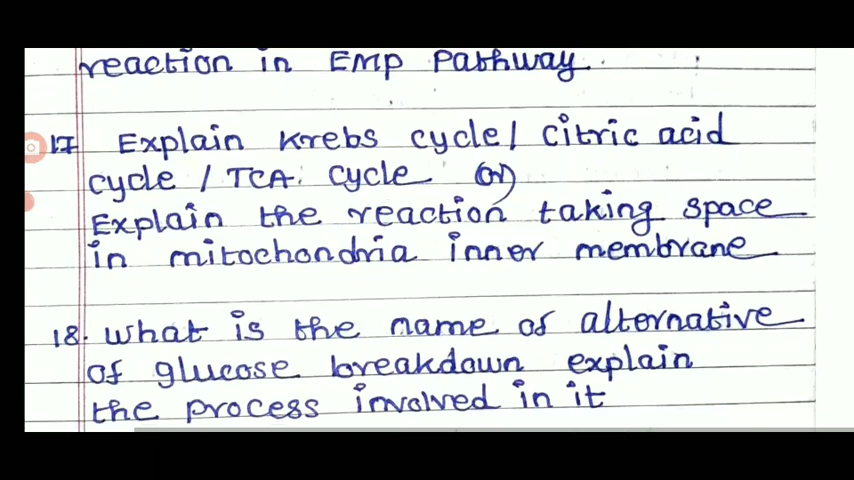 reaction in EMP Pathway.
17 Explain Krebs cycle/ citric acid
cycle / TCA. cycle (or)
Explain the reaction taking space
in mitochondria inner membrane
18. what is the name of alternative
of glucose breakdown explain
the process involved in it